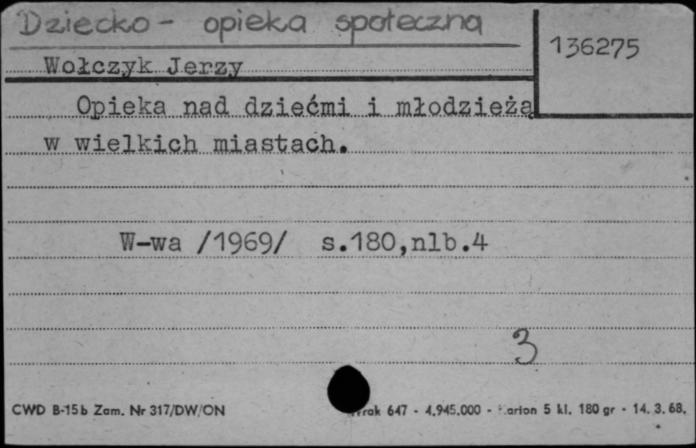 Dziecko - opieka społeczna
136275
Wołczyk Jerzy
Opieka nad dziećmi i młodzieżą
w wielkich miastach.
W-wa /1969/ s.180,nlb.4
3
CWD B-15b Zam. Nr 317/DW/ON 647 - 4.945.000 - 5 kl. 180 gr - 14. 3. 68.